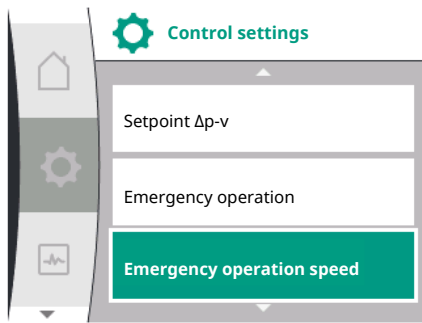 Control settings
Setpoint Δp-v
Emergency operation
Emergency operation speed